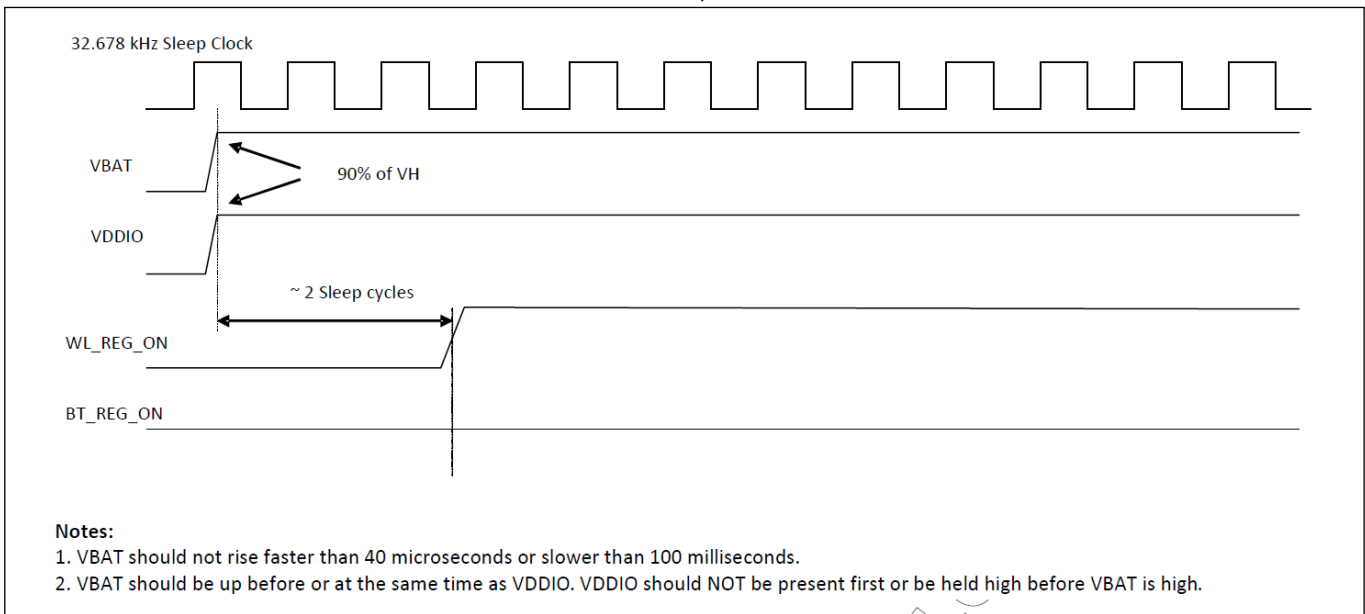 32.678 kHz Sleep Clock
VBAT
90% of VH
VDDIO
~ 2 Sleep cycles
WL_REG_ON
BT_REG_ON
Notes:
1. VBAT should not rise faster than 40 microseconds or slower than 100 milliseconds.
2. VBAT should be up before or at the same time as VDDIO. VDDIO should NOT be present first or be held high before VBAT is high.